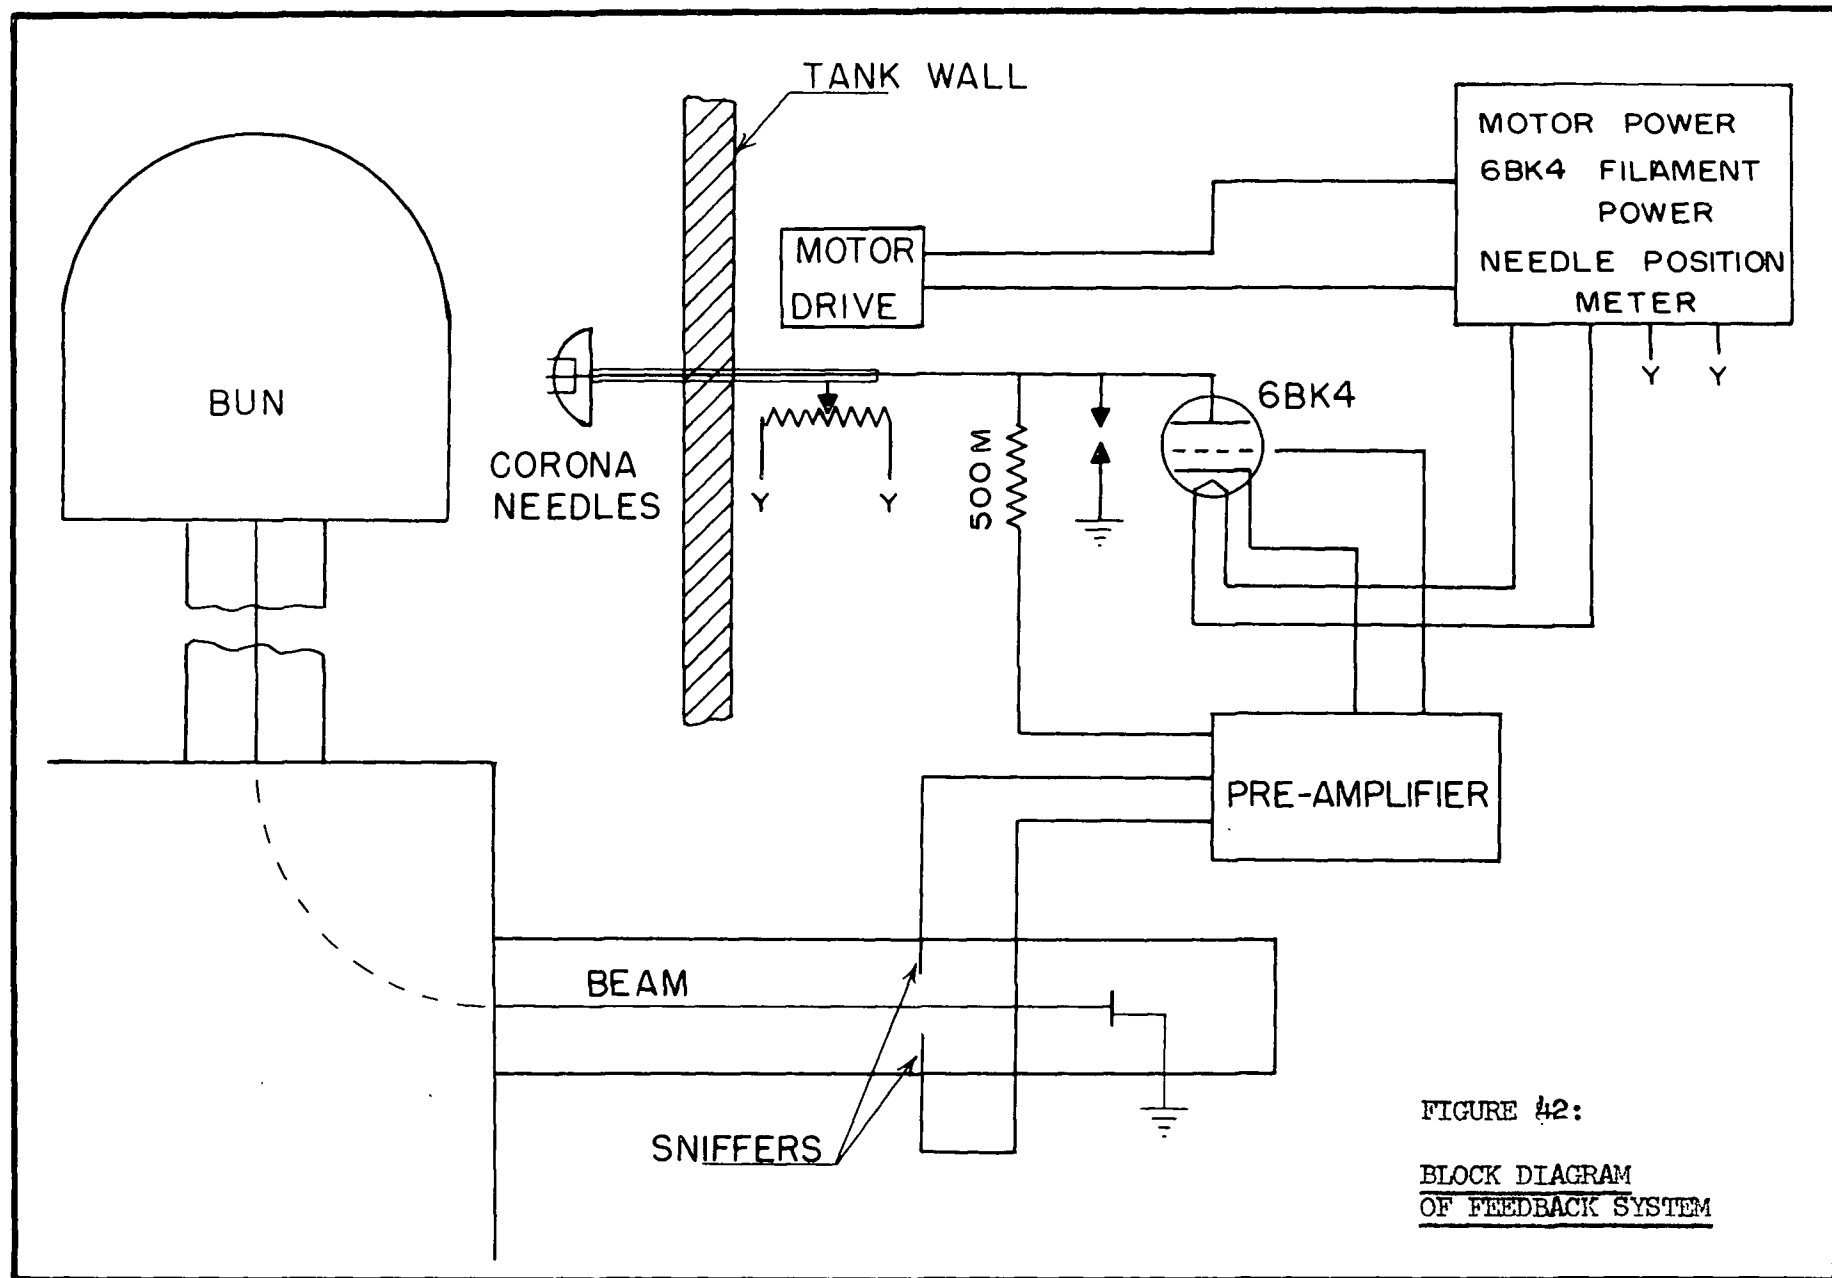 TANK WALL
MOTOR POWER
6BK4 FILAMENT
POWER
NEEDLE POSITION
METER
MOTOR
DRIVE
Y Y
6BK4
BUN
CORONA
NEEDLES
Y Y
500M
PRE-AMPLIFIER
BEAM
SNIFFERS
FIGURE 42:
BLOCK DIAGRAM
OF FEEDBACK SYSTEM